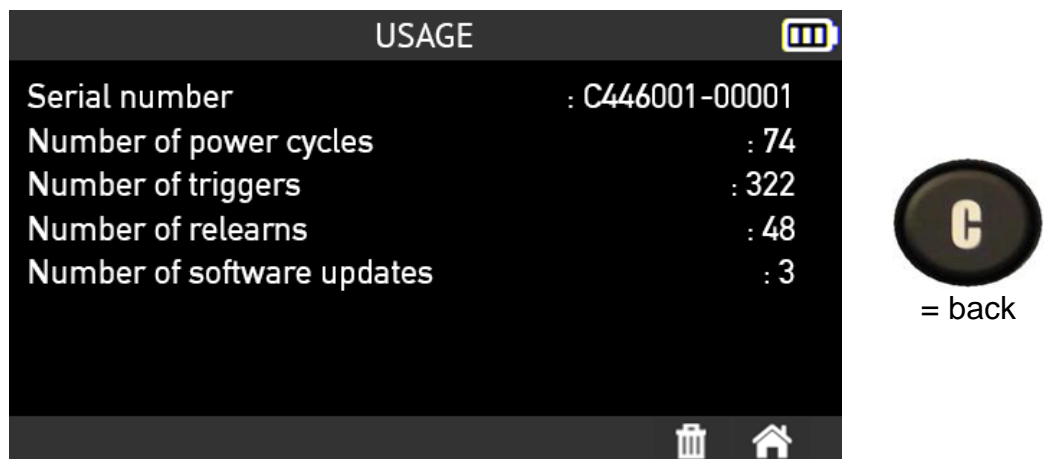 USAGE
Serial number : C446001-00001
Number of power cycles : 74
Number of triggers : 322
Number of relearns : 48
Number of software updates : 3
C
= back